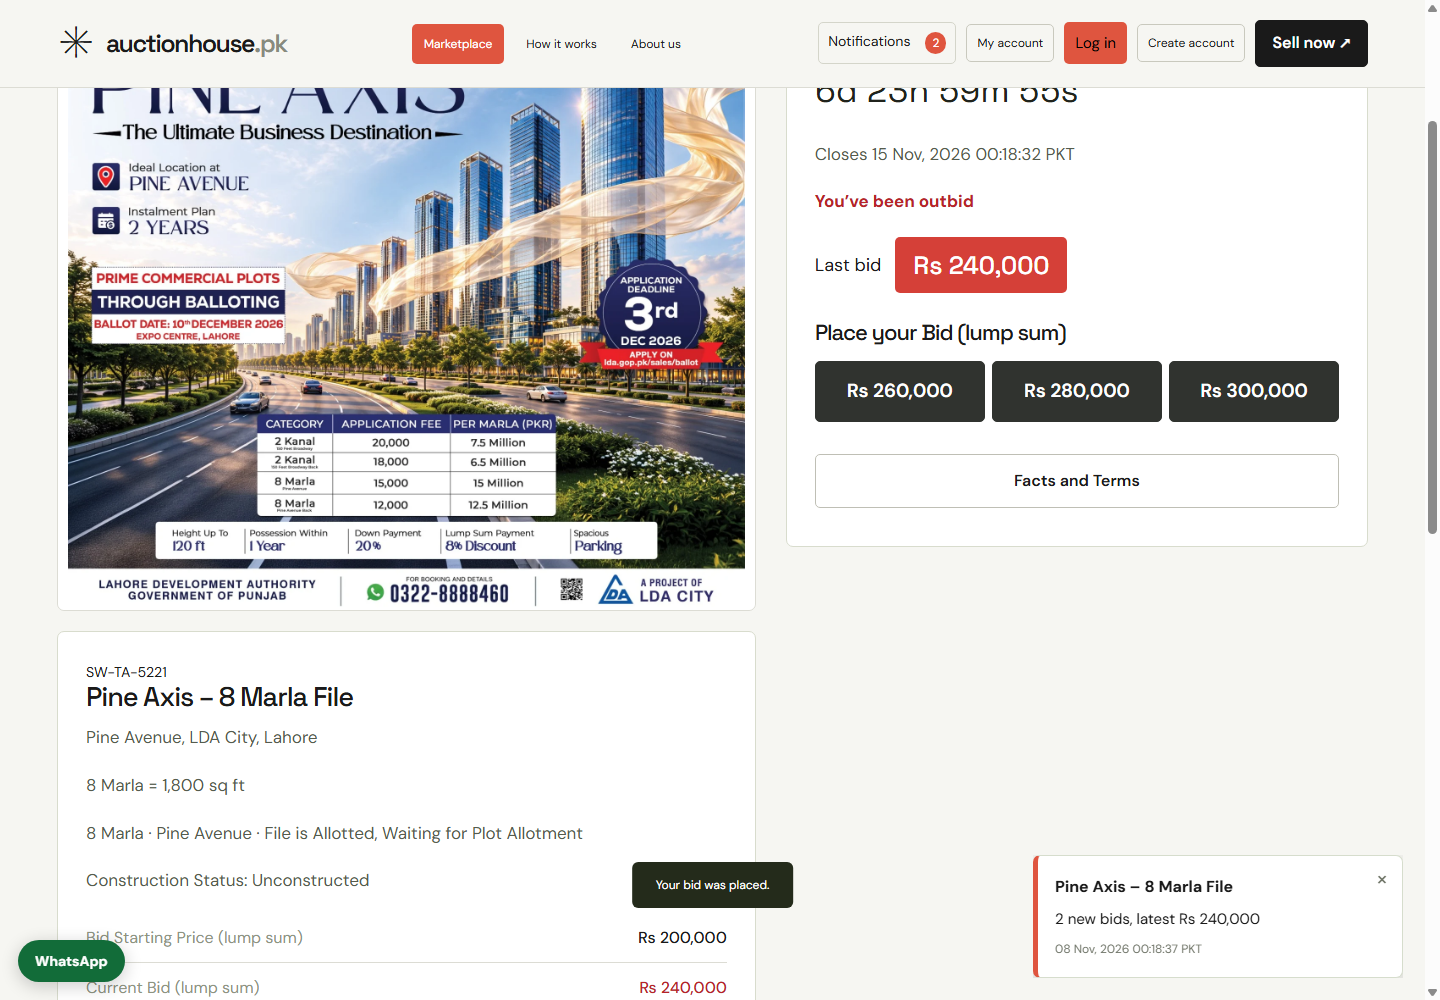 auctionhouse.pk
Marketplace
How it works
About us
Notifications 2
My account
Log in
Create account
Sell now ↗
PINE AXIS
The Ultimate Business Destination
Ideal Location at
PINE AVENUE
Instalment Plan
2 YEARS
PRIME COMMERCIAL PLOTS
THROUGH BALLOTING
BALLOT DATE: 10th DECEMBER 2026
EXPO CENTRE, LAHORE
APPLICATION
DEADLINE
3rd
DEC 2026
APPLY ON
lda.gop.pk/sales/ballot
CATEGORY APPLICATION FEE PER MARLA (PKR)
2 Kanal 20,000 7.5 Million
2 Kanal 18,000 6.5 Million
8 Marla 15,000 15 Million
Pine Avenue
8 Marla 12,000 12.5 Million
Pine Avenue Back
Height Up To
120 ft
Possession Within
1 Year
Down Payment
20%
Lump Sum Payment
8% Discount
Spacious
Parking
LAHORE DEVELOPMENT AUTHORITY
GOVERNMENT OF PUNJAB
FOR BOOKING AND DETAILS
0322-8888460
LDA
A PROJECT OF
LDA CITY
6d 23h 59m 55s
Closes 15 Nov, 2026 00:18:32 PKT
You’ve been outbid
Last bid Rs 240,000
Place your Bid (lump sum)
Rs 260,000
Rs 280,000
Rs 300,000
Facts and Terms
SW-TA-5221
Pine Axis – 8 Marla File
Pine Avenue, LDA City, Lahore
8 Marla = 1,800 sq ft
8 Marla · Pine Avenue · File is Allotted, Waiting for Plot Allotment
Construction Status: Unconstructed
Bid Starting Price (lump sum) Rs 200,000
Current Bid (lump sum) Rs 240,000
Your bid was placed.
WhatsApp
Pine Axis – 8 Marla File
×
2 new bids, latest Rs 240,000
08 Nov, 2026 00:18:37 PKT